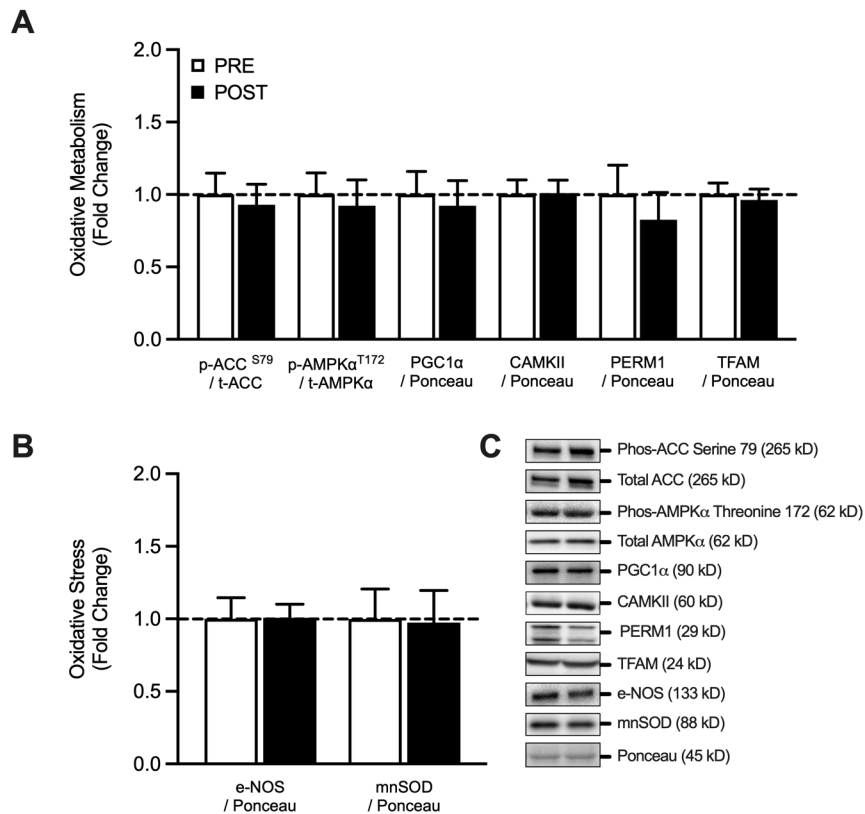 A
Oxidative Metabolism
(Fold Change)
2.0
1.5
1.0
0.5
0.0
PRE
POST
p-ACC S79
/ t-ACC
p-AMPKα T172
/ t-AMPKα
PGC1α
/ Ponceau
CAMKII
/ Ponceau
PERM1
/ Ponceau
TFAM
/ Ponceau
B
Oxidative Stress
(Fold Change)
2.0
1.5
1.0
0.5
0.0
e-NOS
/ Ponceau
mnSOD
/ Ponceau
C
Phos-ACC Serine 79 (265 kD)
Total ACC (265 kD)
Phos-AMPKα Threonine 172 (62 kD)
Total AMPKα (62 kD)
PGC1α (90 kD)
CAMKII (60 kD)
PERM1 (29 kD)
TFAM (24 kD)
e-NOS (133 kD)
mnSOD (88 kD)
Ponceau (45 kD)